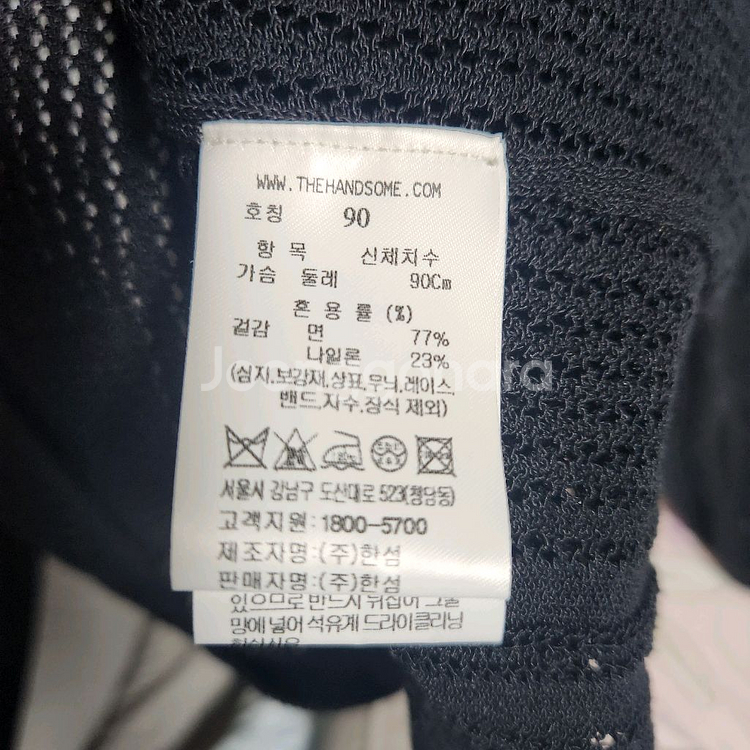 WWW.THEHANDSOME.COM
호칭 90
항 목 신체치수
가슴 둘레 90Cm
혼 용 률 (%)
겉감 면 77%
나일론 23%
(심지,보강재,상표,무늬,레이스,
밴드,자수,장식 제외)
서울시 강남구 도산대로 523(청담동)
고객지원:1800-5700
제조자명:(주)한섬
판매자명:(주)한섬
있으므로 반드시 뒤집어 그물
망에 넣어 석유계 드라이클리닝